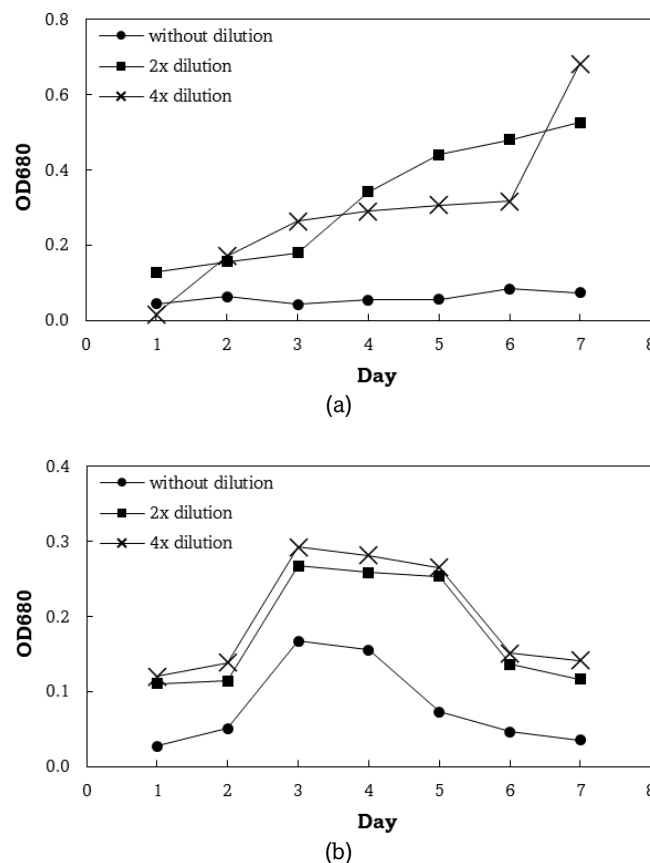 0.8
without dilution
2x dilution
0.6
4x dilution
OD680
0.4
0.2
0.0
0 1 2 3 4 5 6 7 8
Day
(a)
0.4
without dilution
2x dilution
0.3
4x dilution
OD680
0.2
0.1
0.0
0 1 2 3 4 5 6 7 8
Day
(b)